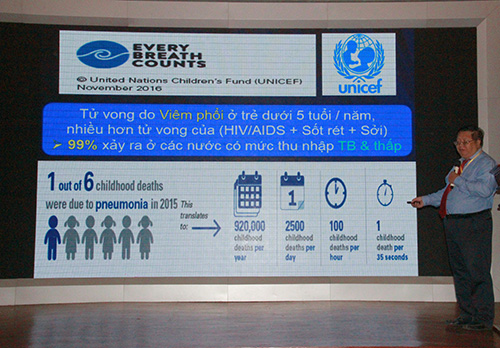 EVERY
BREATH
COUNTS
© United Nations Children's Fund (UNICEF)
November 2016
unicef
Tử vong do Viêm phổi ở trẻ dưới 5 tuổi / năm,
nhiều hơn tử vong của (HIV/AIDS + Sốt rét + Sởi)
99% xảy ra ở các nước có mức thu nhập TB & thấp
1 out of 6 childhood deaths
were due to pneumonia in 2015 This
translates
to:
1
920,000
childhood
deaths per
year
2500
childhood
deaths per
day
100
childhood
deaths per
hour
1
childhood
death per
35 seconds